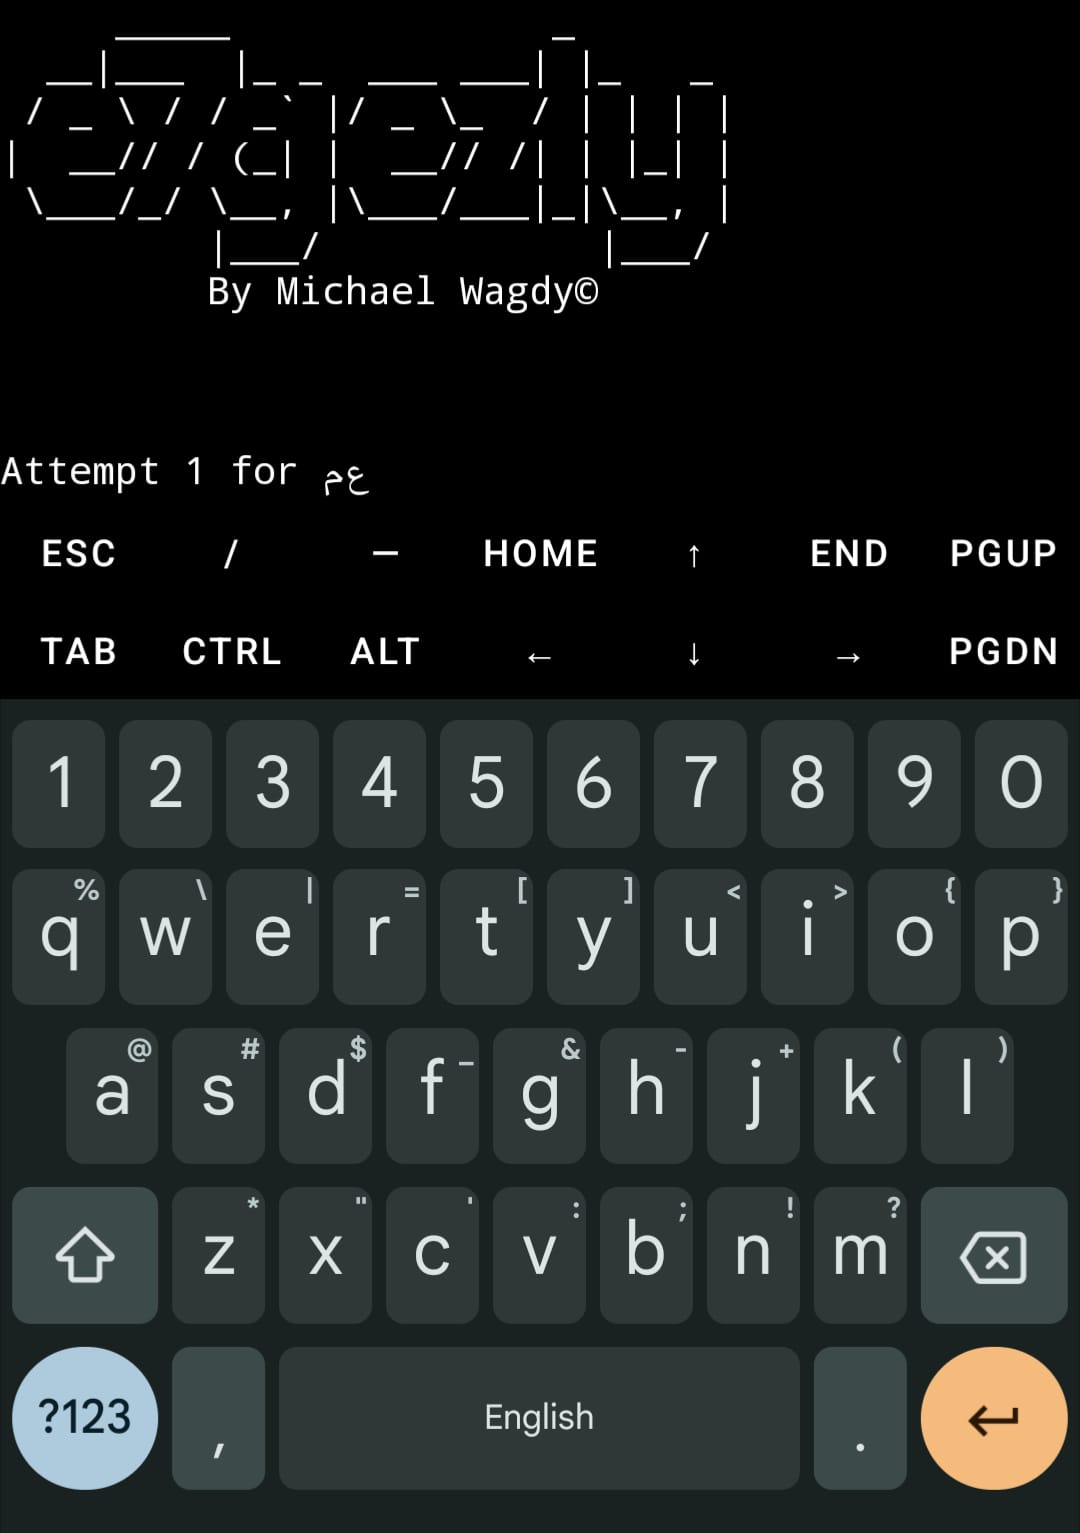 e7gezly
By Michael Wagdy©
Attempt 1 for عم
ESC / — HOME ↑ END PGUP
TAB CTRL ALT ← ↓ → PGDN
1 2 3 4 5 6 7 8 9 0
% \ | = [ ] < > { }
q w e r t y u i o p
@ # $ _ & - + ( )
a s d f g h j k l
* " ' : ; ! ?
z x c v b n m
?123 , English .